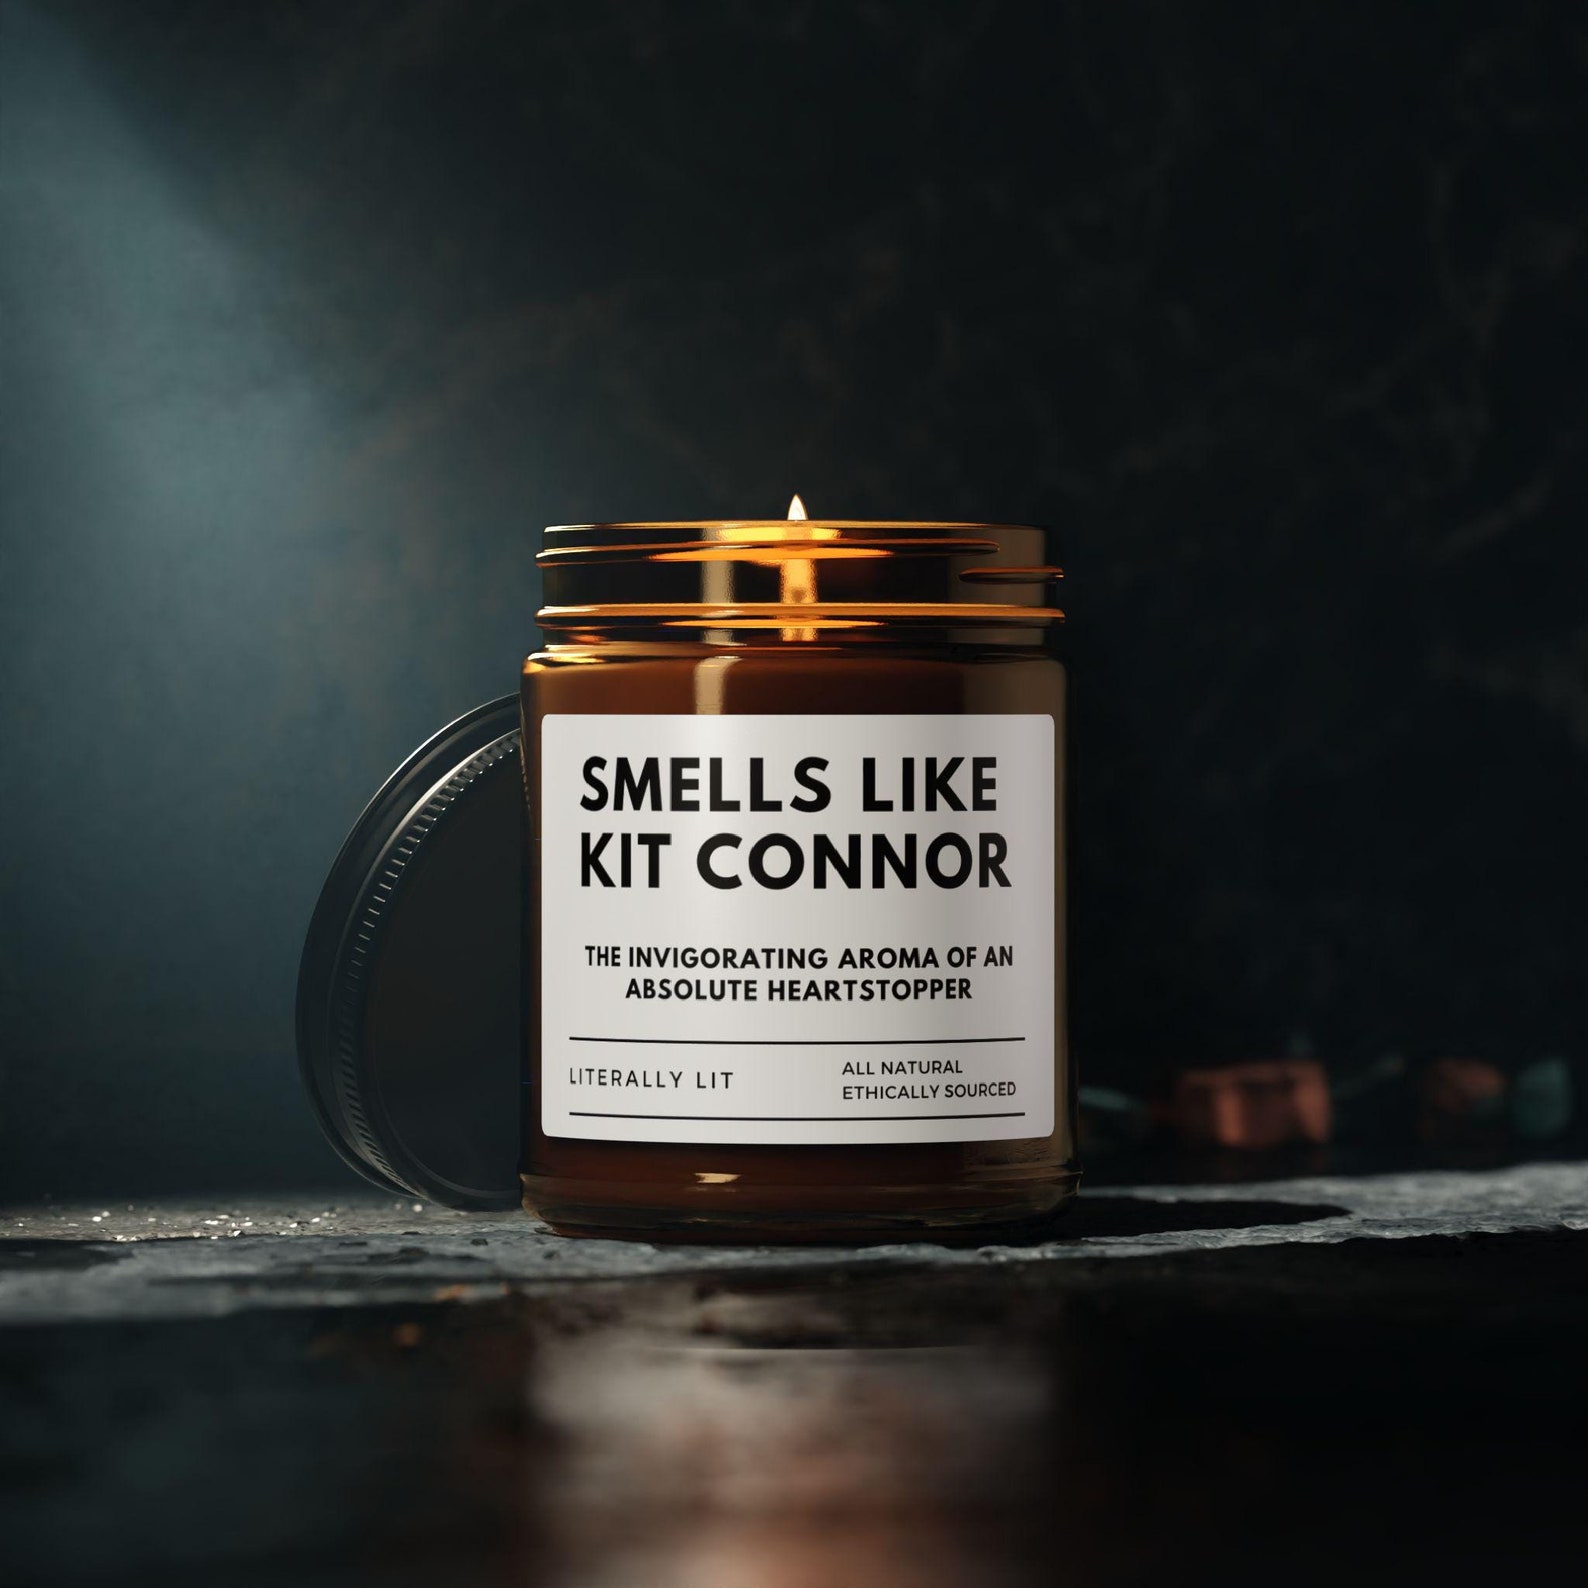 SMELLS LIKE
KIT CONNOR
THE INVIGORATING AROMA OF AN
ABSOLUTE HEARTSTOPPER
LITERALLY LIT
ALL NATURAL
ETHICALLY SOURCED